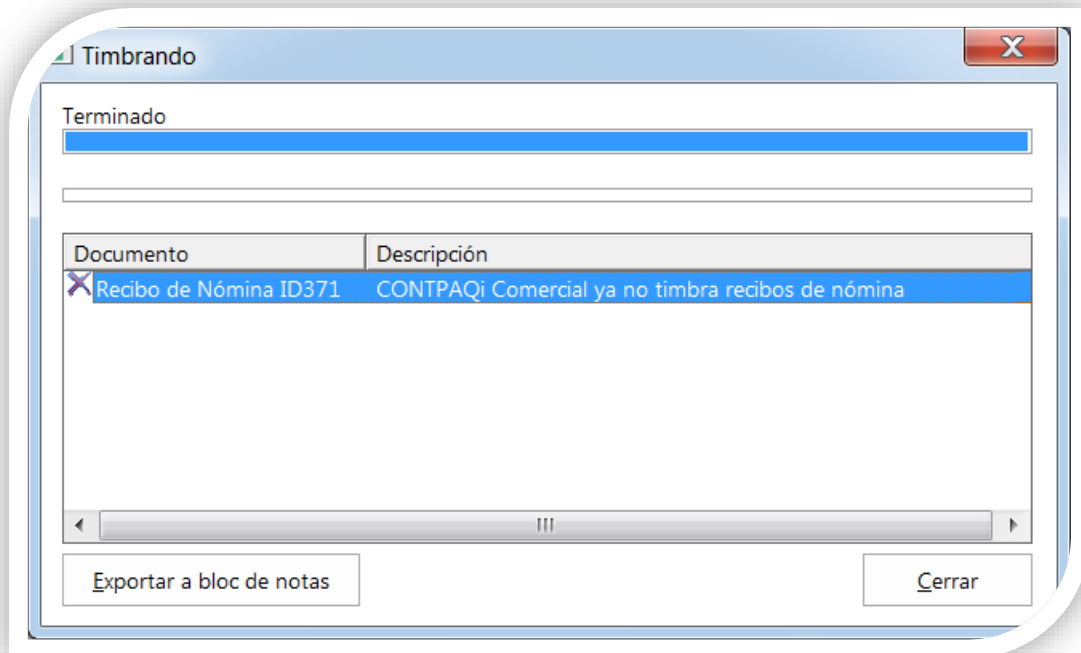 Timbrando
Terminado
Documento Descripción
Recibo de Nómina ID371 CONTPAQi Comercial ya no timbra recibos de nómina
Exportar a bloc de notas Cerrar